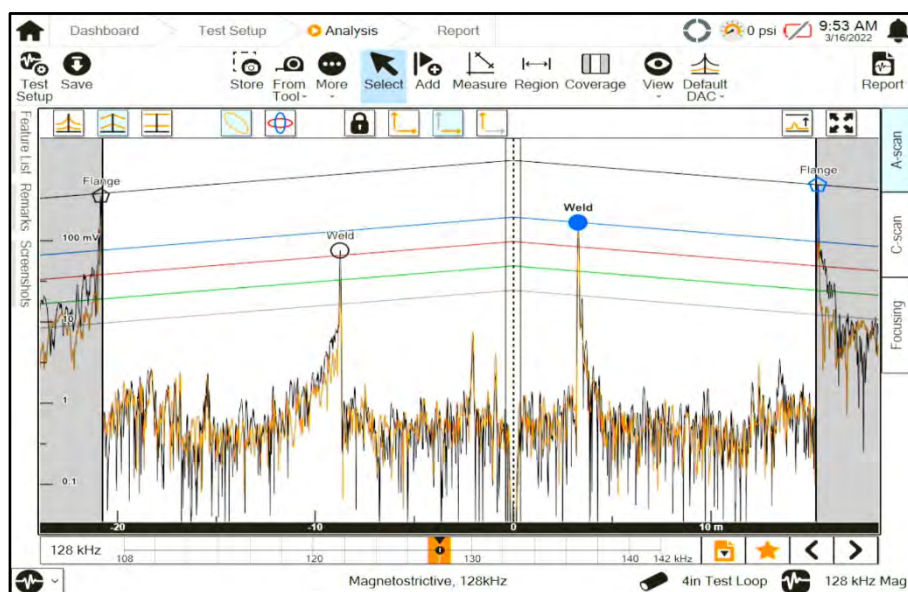 Dashboard Test Setup Analysis Report 0 psi 9:53 AM
3/16/2022
Test Setup Save Store From Tool More Select Add Measure Region Coverage View Default DAC Report
Feature List
Remarks
Screenshots
A-scan
C-scan
Focusing
Flange Flange
Weld
Weld
100 mV
10
1
0.1
-20 -10 0 10 m
128 kHz 108 120 130 140 142 kHz
Magnetostrictive, 128kHz 4in Test Loop 128 kHz Mag